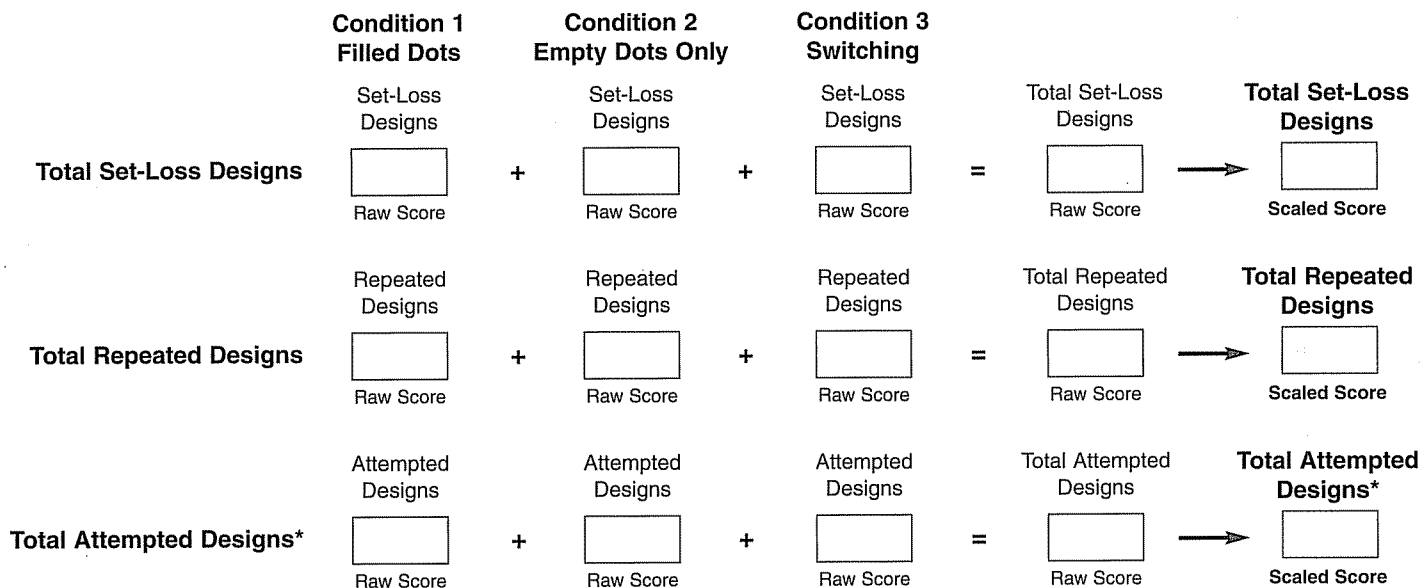 Condition 1 Condition 2 Condition 3
Filled Dots Empty Dots Only Switching
Set-Loss Set-Loss Set-Loss Total Set-Loss Total Set-Loss
Designs Designs Designs Designs Designs
Total Set-Loss Designs + + =
Raw Score Raw Score Raw Score Raw Score Scaled Score
Repeated Repeated Repeated Total Repeated Total Repeated
Designs Designs Designs Designs Designs
Total Repeated Designs + + =
Raw Score Raw Score Raw Score Raw Score Scaled Score
Attempted Attempted Attempted Total Attempted Total Attempted
Designs Designs Designs Designs Designs*
Total Attempted Designs* + + =
Raw Score Raw Score Raw Score Raw Score Scaled Score